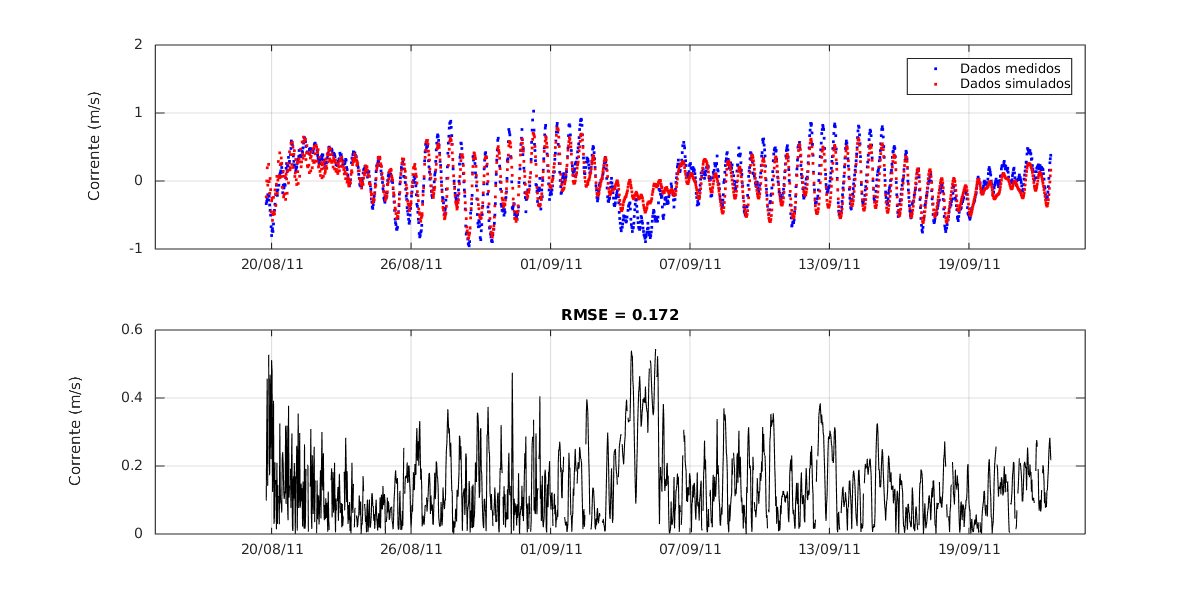 2
1
0
-1
Corrente (m/s)
Dados medidos
Dados simulados
20/08/11 26/08/11 01/09/11 07/09/11 13/09/11 19/09/11
RMSE = 0.172
0.6
0.4
0.2
0
Corrente (m/s)
20/08/11 26/08/11 01/09/11 07/09/11 13/09/11 19/09/11